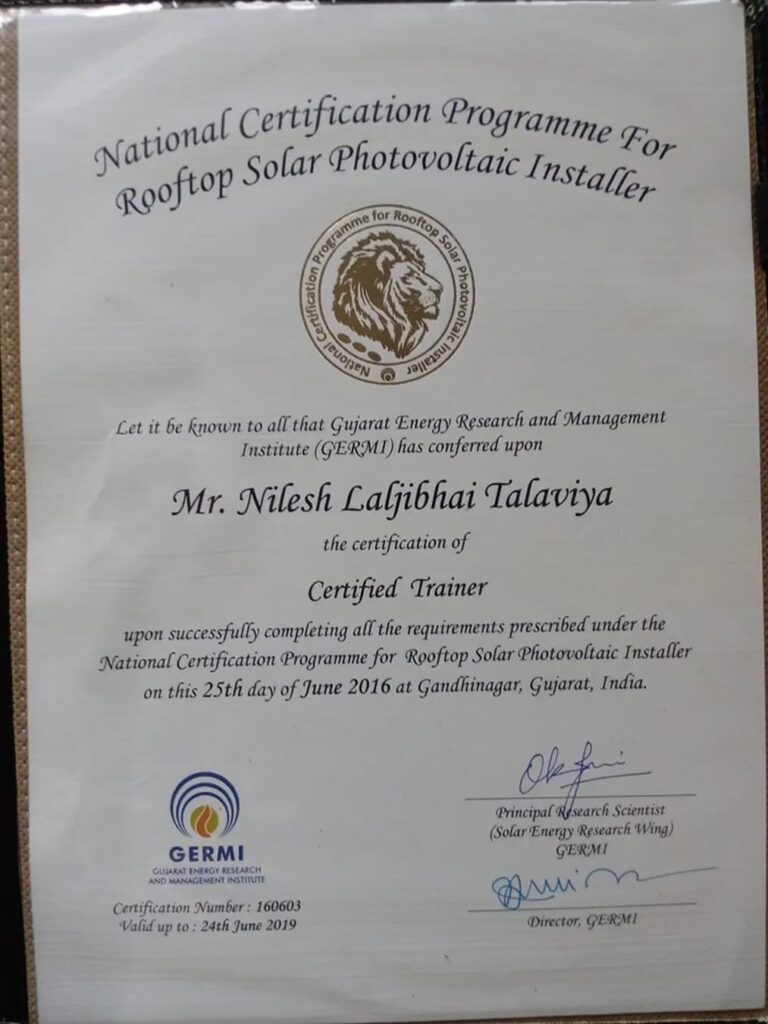 National Certification Programme For
Rooftop Solar Photovoltaic Installer
National Certification Programme for Rooftop Solar Photovoltaic Installer
Let it be known to all that Gujarat Energy Research and Management
Institute (GERMI) has conferred upon
Mr. Nilesh Laljibhai Talaviya
the certification of
Certified Trainer
upon successfully completing all the requirements prescribed under the
National Certification Programme for Rooftop Solar Photovoltaic Installer
on this 25th day of June 2016 at Gandhinagar, Gujarat, India.
GERMI
GUJARAT ENERGY RESEARCH
AND MANAGEMENT INSTITUTE
Certification Number : 160603
Valid up to : 24th June 2019
Principal Research Scientist
(Solar Energy Research Wing)
GERMI
Director, GERMI